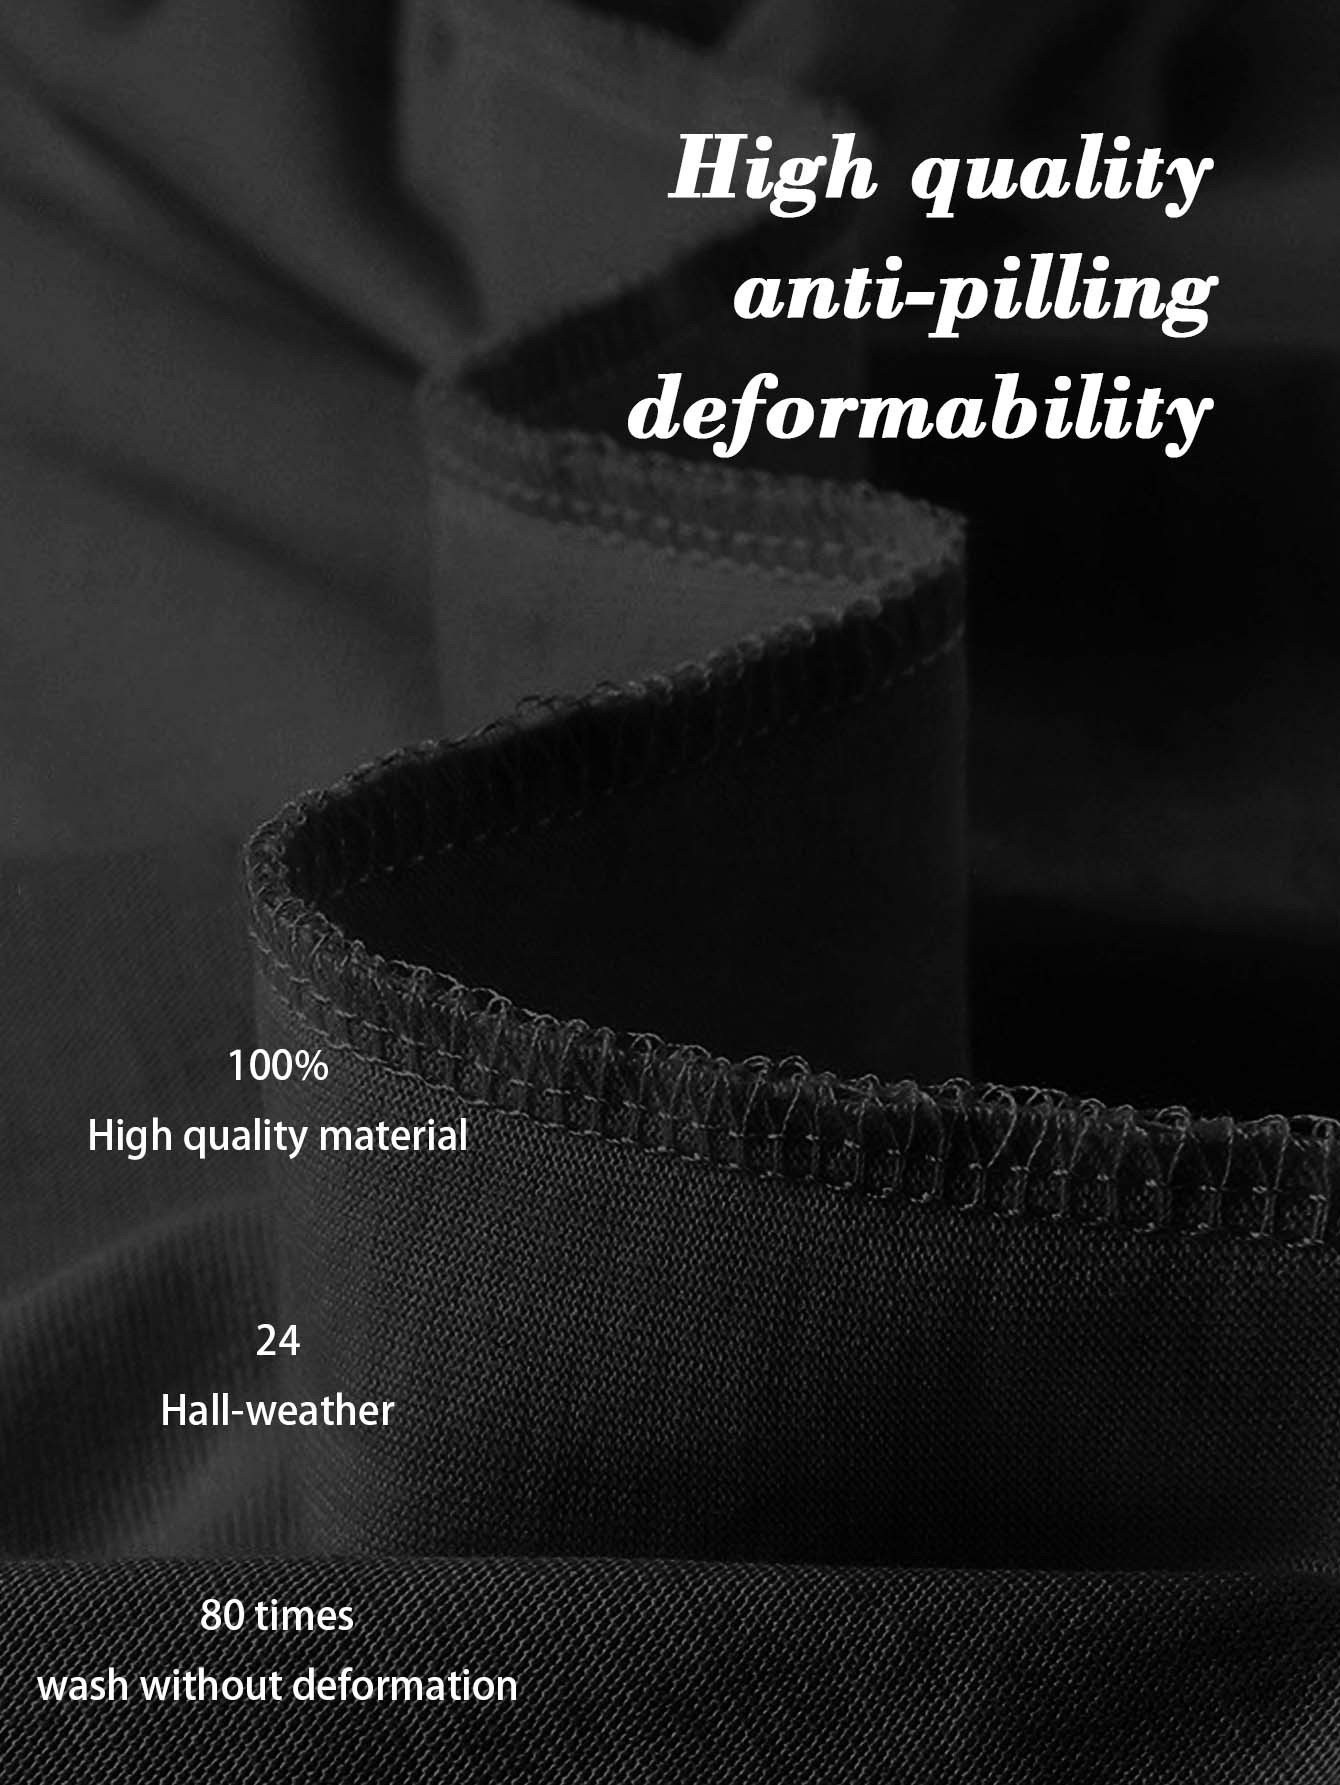 High quality
anti-pilling
deformability
100%
High quality material
24
Hall-weather
80 times
wash without deformation